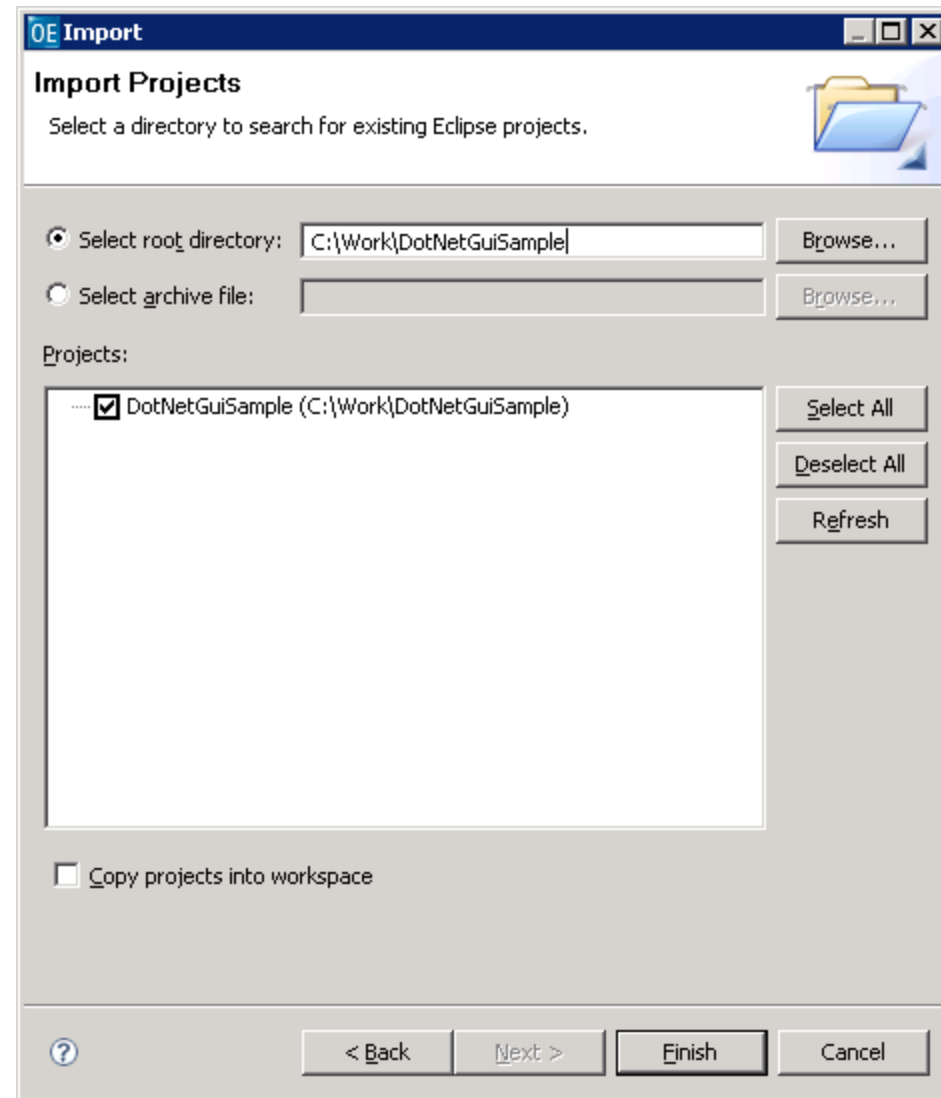 OE Import
Import Projects
Select a directory to search for existing Eclipse projects.
Select root directory: C:\Work\DotNetGuiSample Browse...
Select archive file: Browse...
Projects:
DotNetGuiSample (C:\Work\DotNetGuiSample)
Select All
Deselect All
Refresh
Copy projects into workspace
? < Back Next > Finish Cancel